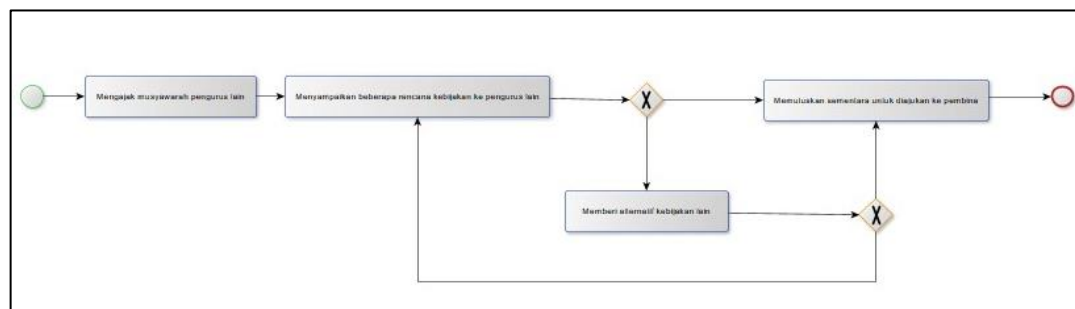 Mengajek musyawarah pengurus lain
Menyampaikan beberapa rencana kebijakan ke pengurus lain
X
Memutuskan sementara untuk diajukan ke pembina
Memberi alternatif kebijakan lain
X